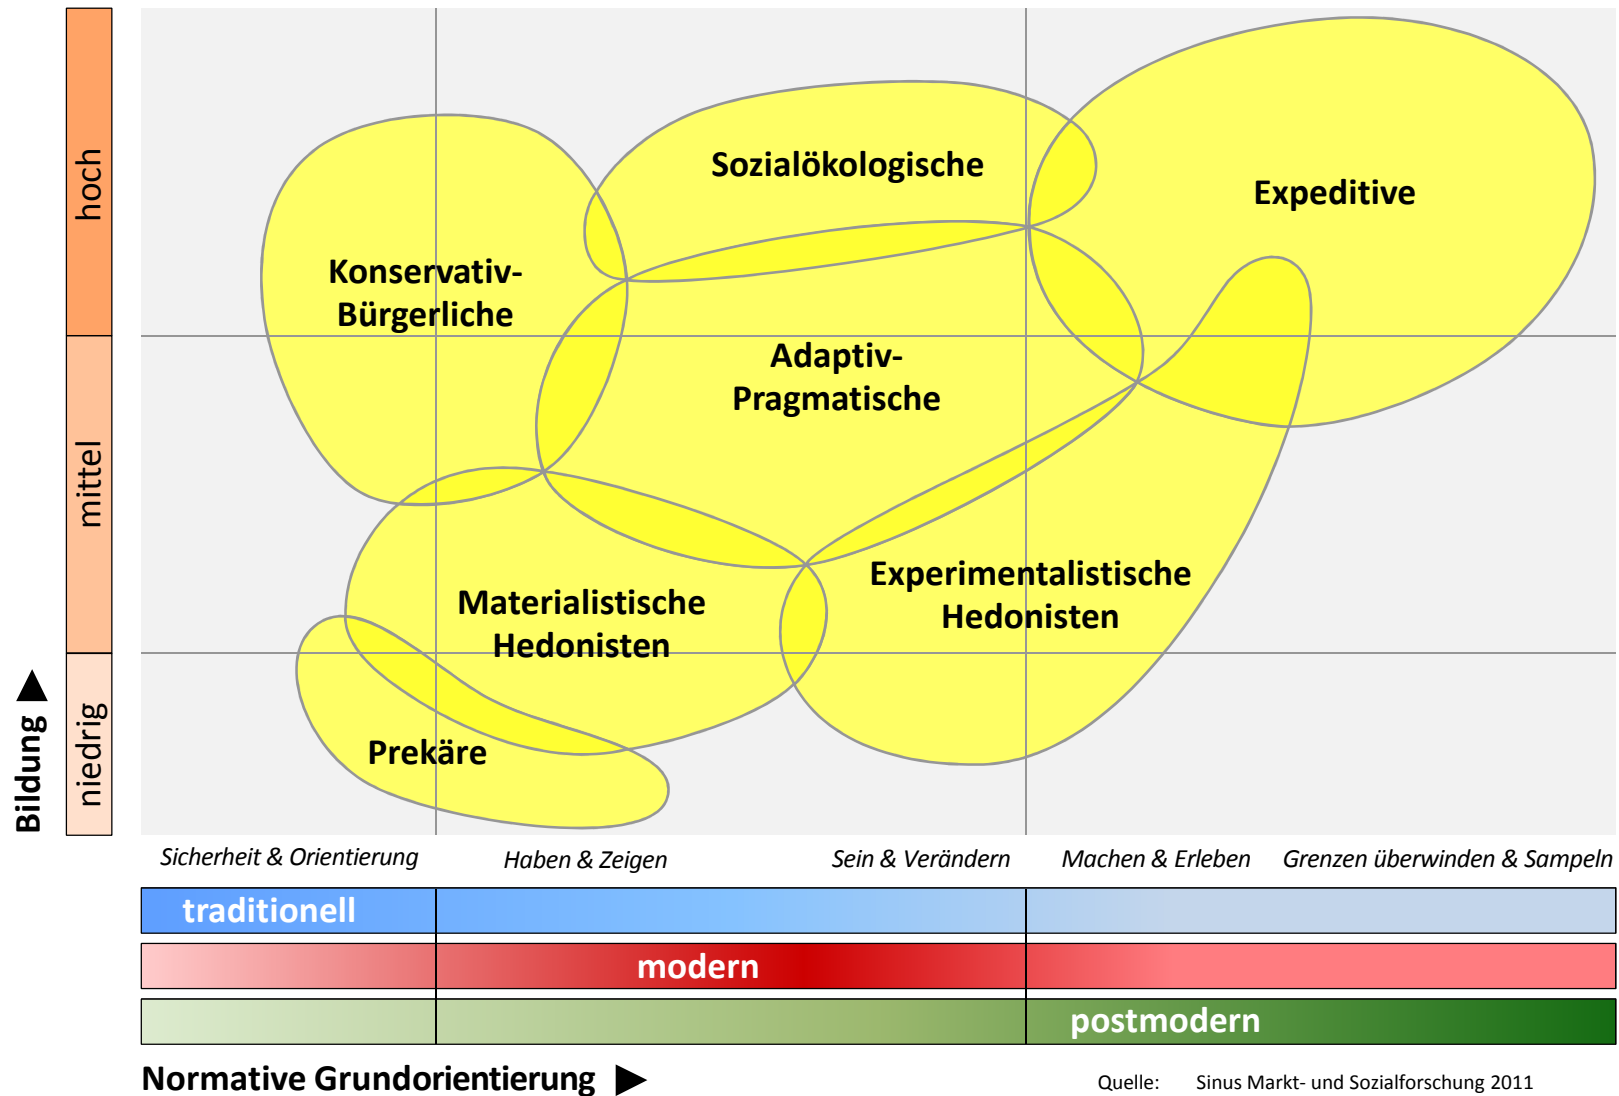 hoch
mittel
niedrig
Bildung ▶
Sozialökologische
Expeditive
Konservativ-
Bürgerliche
Adaptiv-
Pragmatische
Experimentalistische
Hedonisten
Materialistische
Hedonisten
Prekäre
Sicherheit & Orientierung
Haben & Zeigen
Sein & Verändern
Machen & Erleben
Grenzen überwinden & Sampeln
traditionell
modern
postmodern
Normative Grundorientierung ▶
Quelle: Sinus Markt- und Sozialforschung 2011